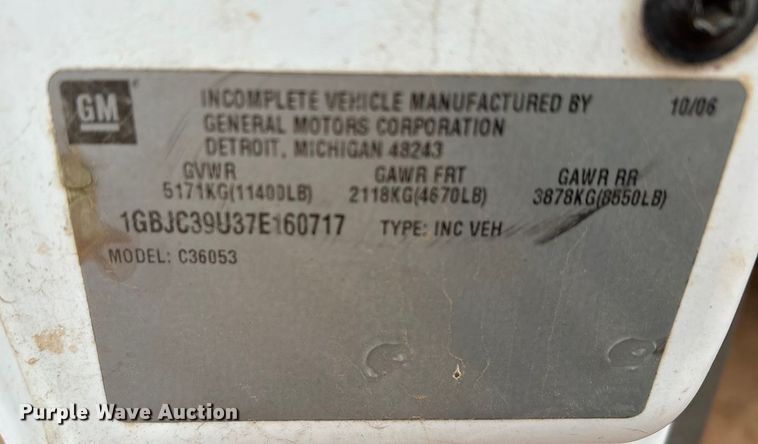 GM
INCOMPLETE VEHICLE MANUFACTURED BY 10/06
GENERAL MOTORS CORPORATION
DETROIT, MICHIGAN 48243
GVWR GAWR FRT GAWR RR
5171KG(11400LB) 2118KG(4670LB) 3878KG(8550LB)
1GBJC39U37E160717 TYPE: INC VEH
MODEL: C36053
Purple Wave Auction